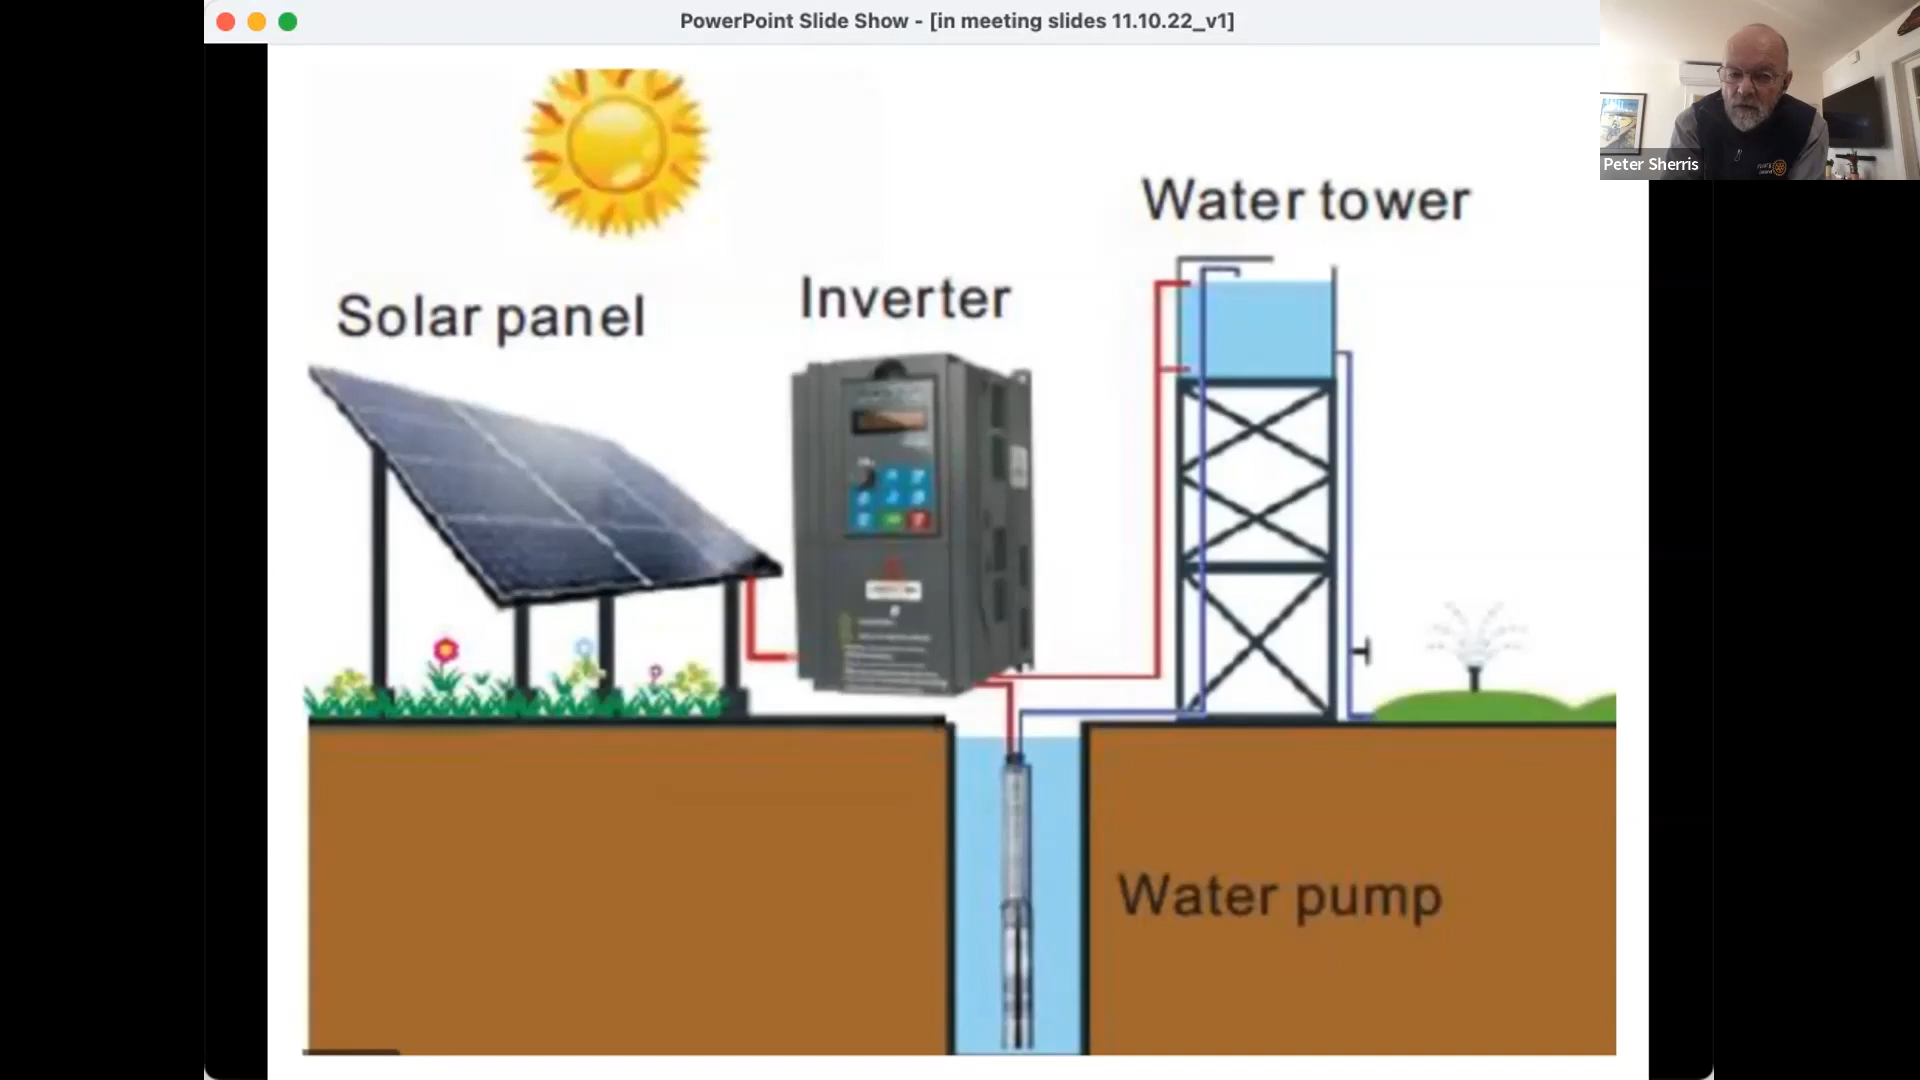 PowerPoint Slide Show - [in meeting slides 11.10.22_v1]
Peter Sherris
Water tower
Inverter
Solar panel
Water pump